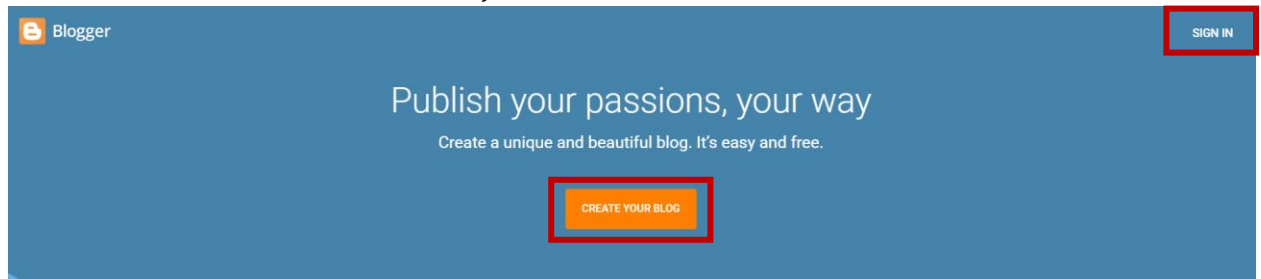 Blogger
SIGN IN
Publish your passions, your way
Create a unique and beautiful blog. It's easy and free.
CREATE YOUR BLOG